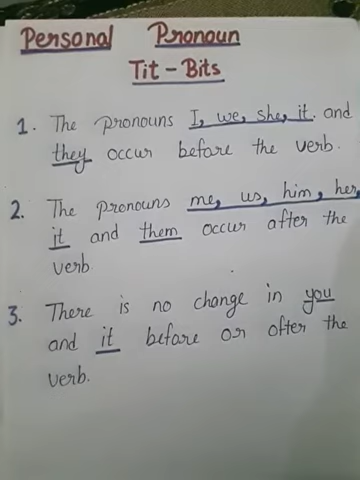 Personal Pronoun
Tit-Bits
1. The pronouns I, we, she, it and
they occur before the verb.
2. The pronouns me, us, him, her,
it and them occur after the
verb
3. There is no change in you
and it before or after the
verb.